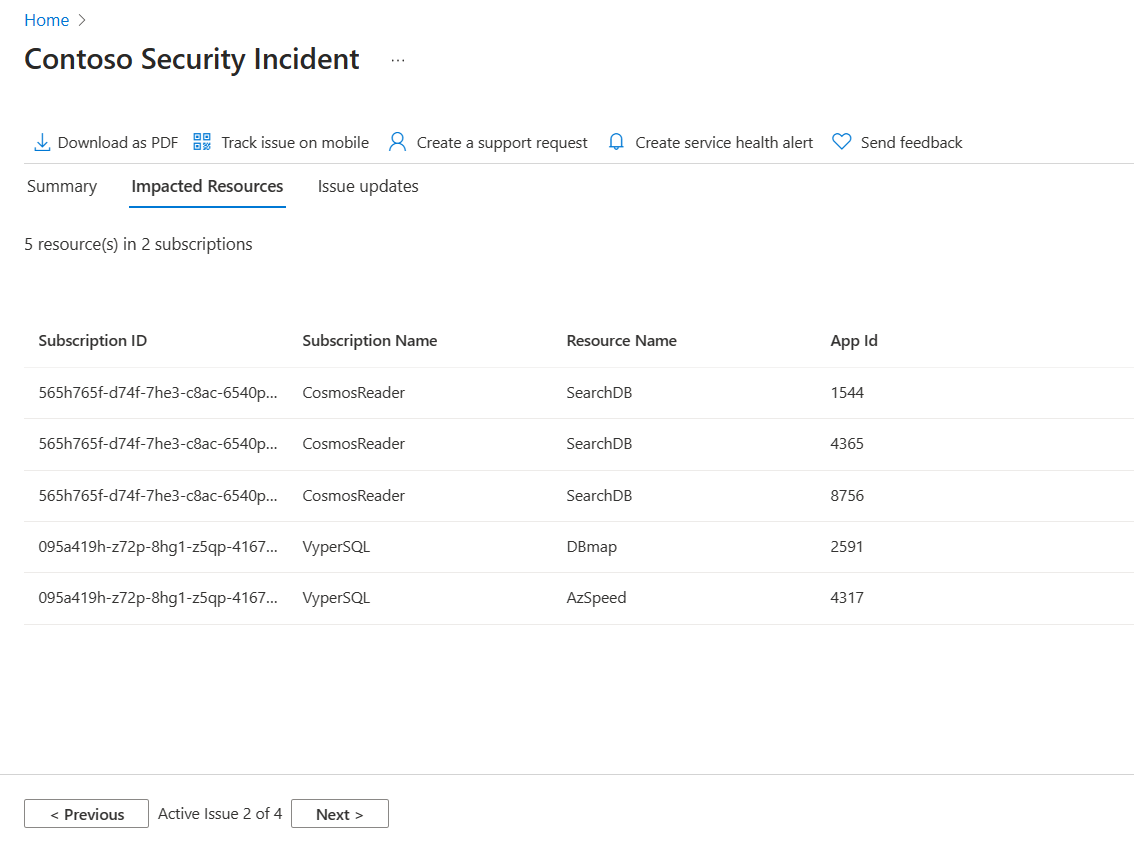 Home >
Contoso Security Incident ...
Download as PDF Track issue on mobile Create a support request Create service health alert Send feedback
Summary Impacted Resources Issue updates
5 resource(s) in 2 subscriptions
Subscription ID Subscription Name Resource Name App Id
565h765f-d74f-7he3-c8ac-6540p... CosmosReader SearchDB 1544
565h765f-d74f-7he3-c8ac-6540p... CosmosReader SearchDB 4365
565h765f-d74f-7he3-c8ac-6540p... CosmosReader SearchDB 8756
095a419h-z72p-8hg1-z5qp-4167... VyperSQL DBmap 2591
095a419h-z72p-8hg1-z5qp-4167... VyperSQL AzSpeed 4317
< Previous Active Issue 2 of 4 Next >